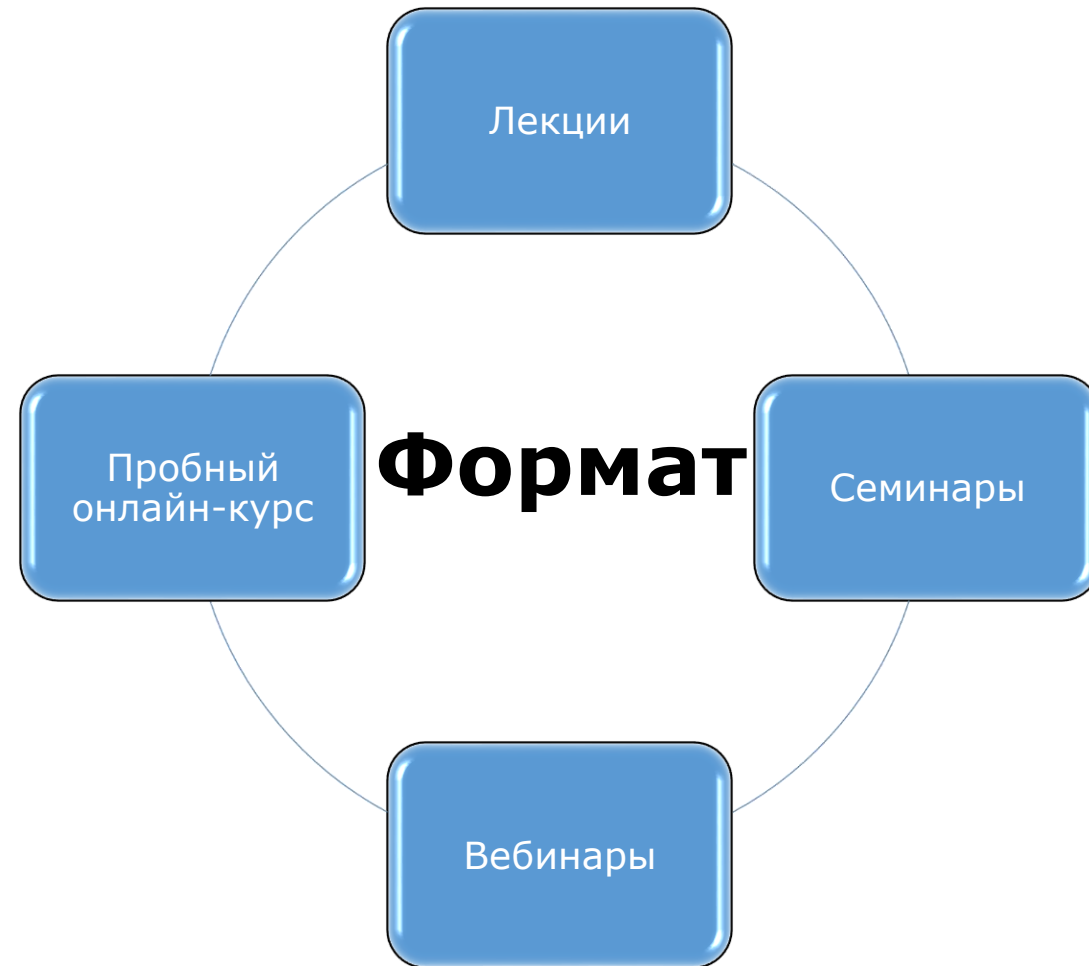 Лекции
Пробный
онлайн-курс
Формат
Семинары
Вебинары